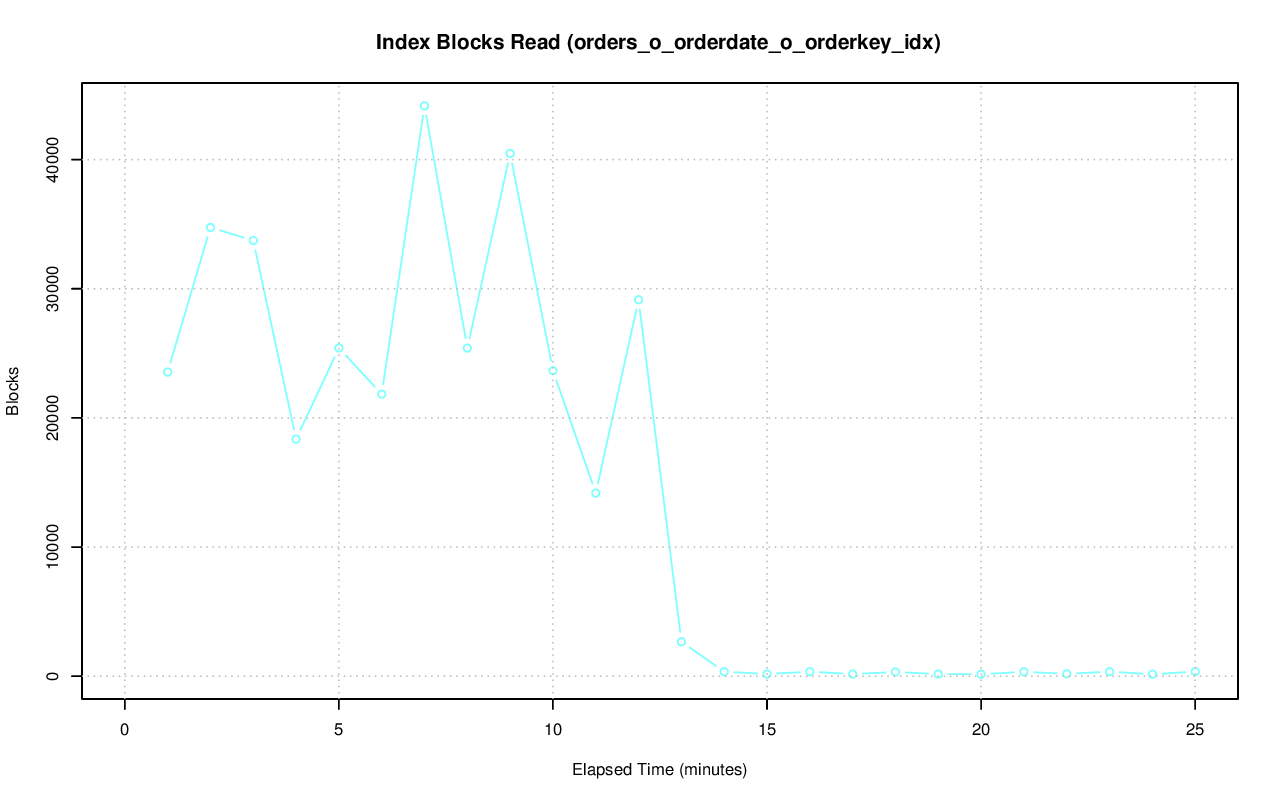 Index Blocks Read (orders_o_orderdate_o_orderkey_idx)
Blocks
40000
30000
20000
10000
0
0 5 10 15 20 25
Elapsed Time (minutes)